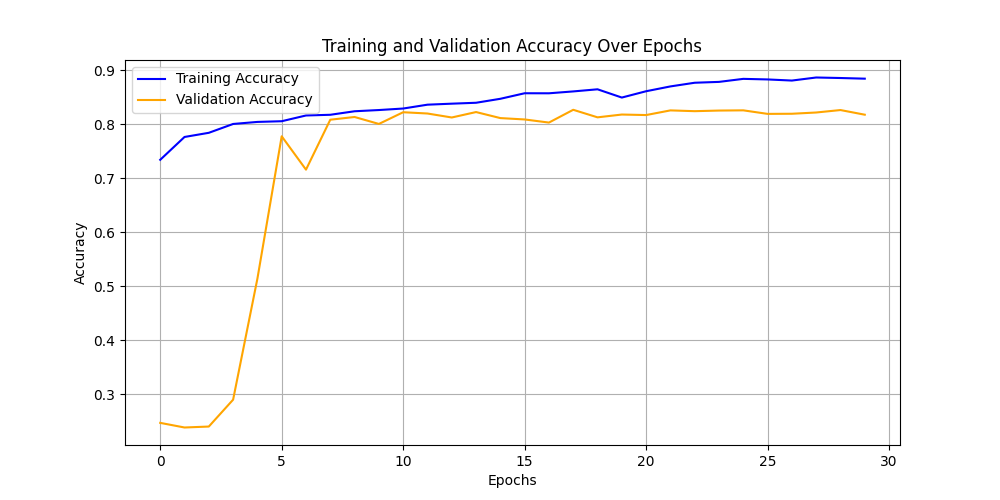 Training and Validation Accuracy Over Epochs
Training Accuracy
Validation Accuracy
Accuracy
0.9
0.8
0.7
0.6
0.5
0.4
0.3
0 5 10 15 20 25 30
Epochs